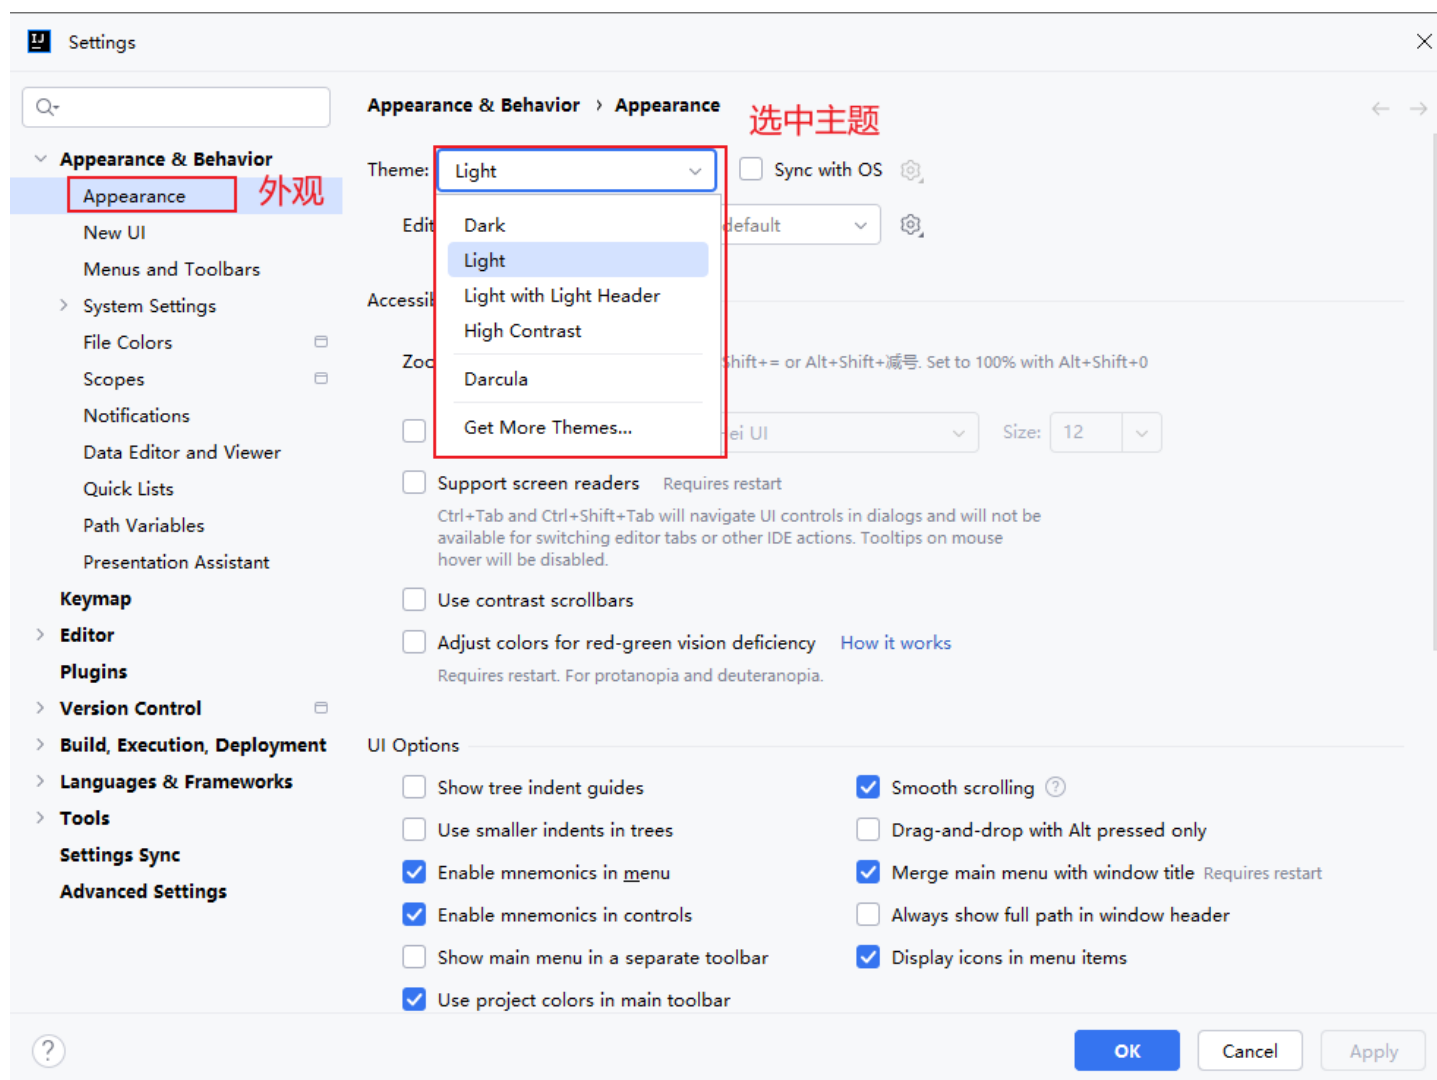 Settings
Appearance & Behavior › Appearance
选中主题
Appearance & Behavior
Appearance
外观
New UI
Menus and Toolbars
System Settings
File Colors
Scopes
Notifications
Data Editor and Viewer
Quick Lists
Path Variables
Presentation Assistant
Keymap
Editor
Plugins
Version Control
Build, Execution, Deployment
Languages & Frameworks
Tools
Settings Sync
Advanced Settings
Theme: Light
Sync with OS
Dark
Light
Light with Light Header
High Contrast
Darcula
Get More Themes...
default
Shift+= or Alt+Shift+减号. Set to 100% with Alt+Shift+0
UI
Size: 12
Support screen readers Requires restart
Ctrl+Tab and Ctrl+Shift+Tab will navigate UI controls in dialogs and will not be
available for switching editor tabs or other IDE actions. Tooltips on mouse
hover will be disabled.
Use contrast scrollbars
Adjust colors for red-green vision deficiency How it works
Requires restart. For protanopia and deuteranopia.
UI Options
Show tree indent guides
Smooth scrolling
Use smaller indents in trees
Drag-and-drop with Alt pressed only
Enable mnemonics in menu
Merge main menu with window title Requires restart
Enable mnemonics in controls
Always show full path in window header
Show main menu in a separate toolbar
Display icons in menu items
Use project colors in main toolbar
OK
Cancel
Apply